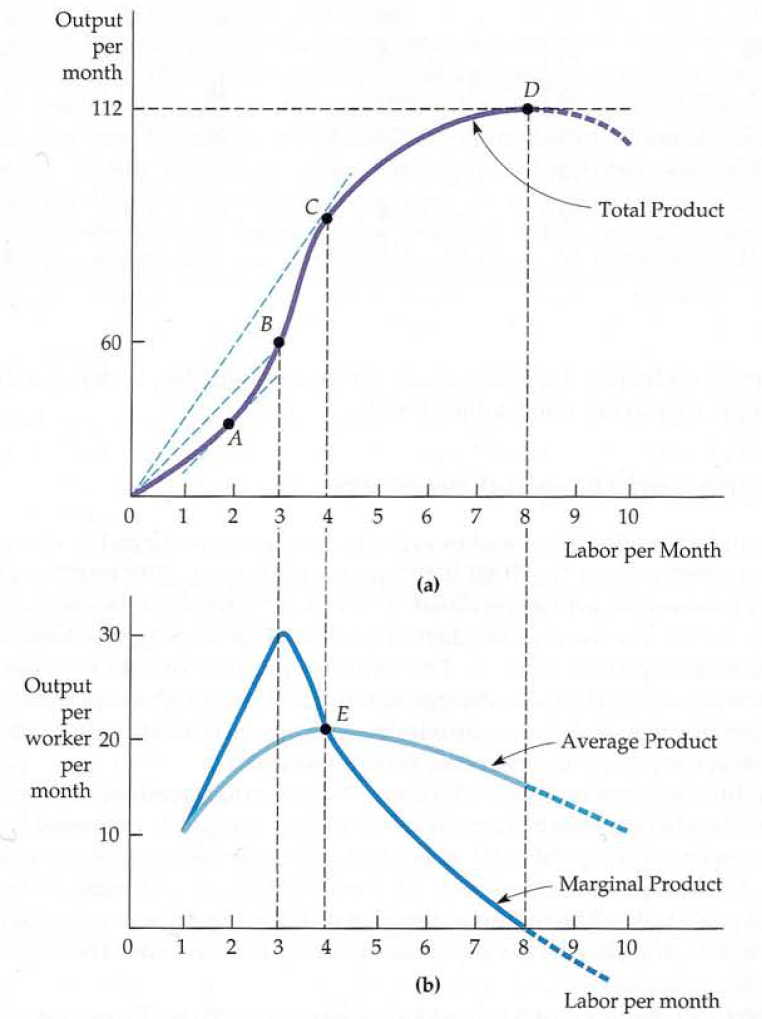 Output
per
month
112
D
C
Total Product
60
B
A
0 1 2 3 4 5 6 7 8 9 10
Labor per Month
(a)
30
Output
per
worker
per
month
20
E
Average Product
10
Marginal Product
0 1 2 3 4 5 6 7 8 9 10
(b)
Labor per month